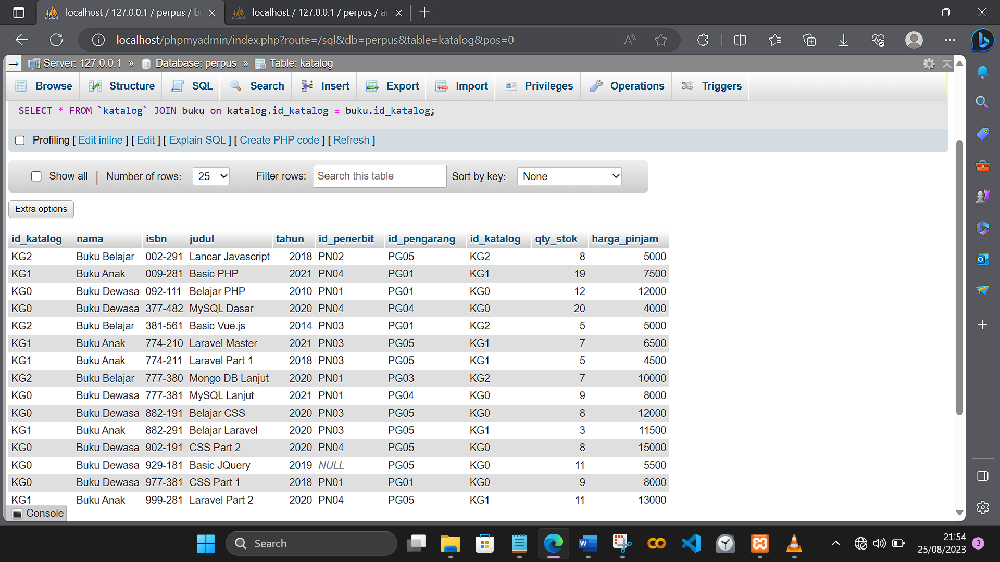 localhost / 127.0.0.1 / perpus / bu
localhost / 127.0.0.1 / perpus / ar
localhost/phpmyadmin/index.php?route=/sql&db=perpus&table=katalog&pos=0
Server: 127.0.0.1 » Database: perpus » Table: katalog
Browse Structure SQL Search Insert Export Import Privileges Operations Triggers
SELECT * FROM `katalog` JOIN buku on katalog.id_katalog = buku.id_katalog;
Profiling [ Edit inline ] [ Edit ] [ Explain SQL ] [ Create PHP code ] [ Refresh ]
Show all Number of rows: 25 Filter rows: Search this table Sort by key: None
Extra options
id_katalog nama isbn judul tahun id_penerbit id_pengarang id_katalog qty_stok harga_pinjam
KG2 Buku Belajar 002-291 Lancar Javascript 2018 PN02 PG05 KG2 8 5000
KG1 Buku Anak 009-281 Basic PHP 2021 PN04 PG01 KG1 19 7500
KG0 Buku Dewasa 092-111 Belajar PHP 2010 PN01 PG01 KG0 12 12000
KG0 Buku Dewasa 377-482 MySQL Dasar 2020 PN04 PG04 KG0 20 4000
KG2 Buku Belajar 381-561 Basic Vue.js 2014 PN03 PG01 KG2 5 5000
KG1 Buku Anak 774-210 Laravel Master 2021 PN03 PG05 KG1 7 6500
KG1 Buku Anak 774-211 Laravel Part 1 2018 PN03 PG05 KG1 5 4500
KG2 Buku Belajar 777-380 Mongo DB Lanjut 2020 PN01 PG03 KG2 7 10000
KG0 Buku Dewasa 777-381 MySQL Lanjut 2021 PN01 PG04 KG0 9 8000
KG0 Buku Dewasa 882-191 Belajar CSS 2020 PN03 PG05 KG0 8 12000
KG1 Buku Anak 882-291 Belajar Laravel 2020 PN03 PG05 KG1 3 11500
KG0 Buku Dewasa 902-191 CSS Part 2 2020 PN04 PG05 KG0 8 15000
KG0 Buku Dewasa 929-181 Basic JQuery 2019 NULL PG05 KG0 11 5500
KG0 Buku Dewasa 977-381 CSS Part 1 2018 PN01 PG01 KG0 9 8000
KG1 Buku Anak 999-281 Laravel Part 2 2020 PN04 PG05 KG1 11 13000
Console
Search
21:54
25/08/2023
3